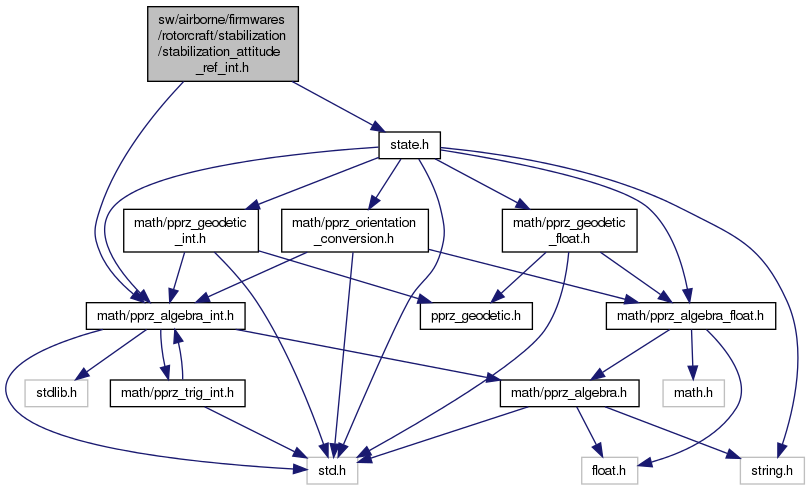 sw/airborne/firmwares
/rotorcraft/stabilization
/stabilization_attitude
_ref_int.h
state.h
math/pprz_geodetic
_int.h
math/pprz_orientation
_conversion.h
math/pprz_geodetic
_float.h
math/pprz_algebra_int.h
pprz_geodetic.h
math/pprz_algebra_float.h
stdlib.h
math/pprz_trig_int.h
math/pprz_algebra.h
math.h
std.h
float.h
string.h